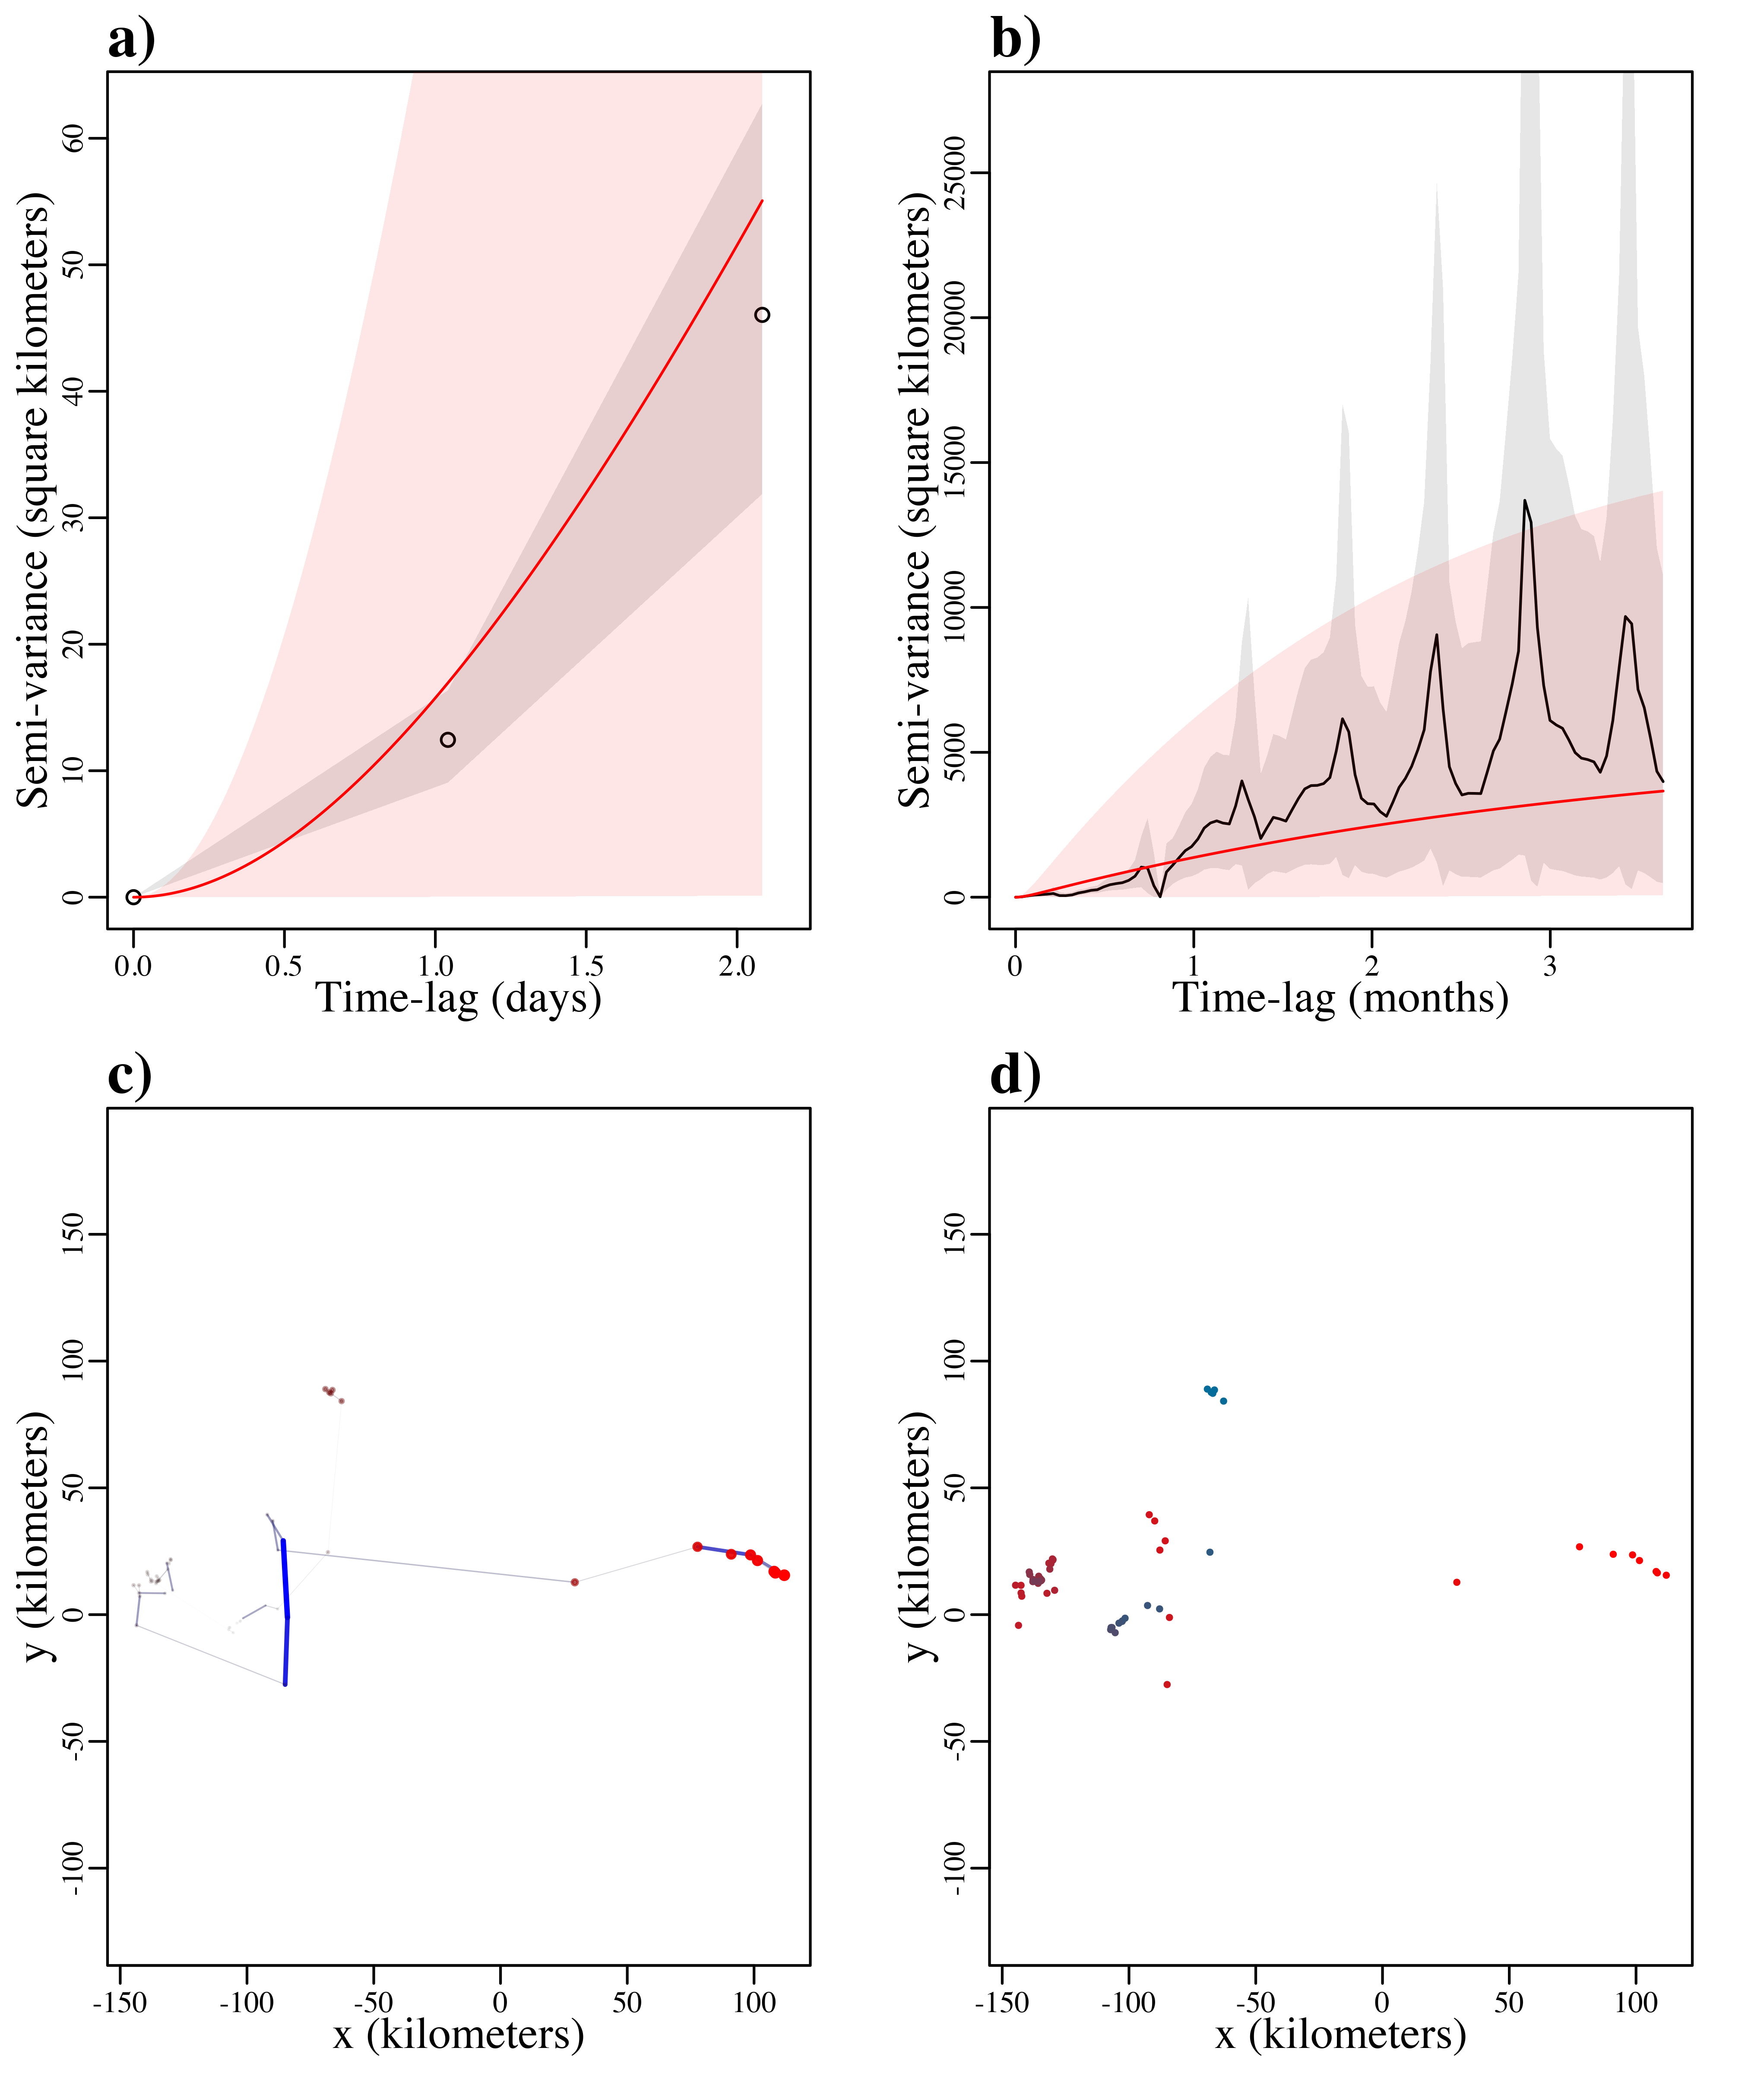 a)
Semi-variance (square kilometers)
60
50
40
30
20
10
0
0.0 0.5 1.0 1.5 2.0
Time-lag (days)
b)
Semi-variance (square kilometers)
25000
20000
15000
10000
5000
0
0 1 2 3
Time-lag (months)
c)
y (kilometers)
150
100
50
0
-50
-100
-150 -100 -50 0 50 100
x (kilometers)
d)
y (kilometers)
150
100
50
0
-50
-100
-150 -100 -50 0 50 100
x (kilometers)